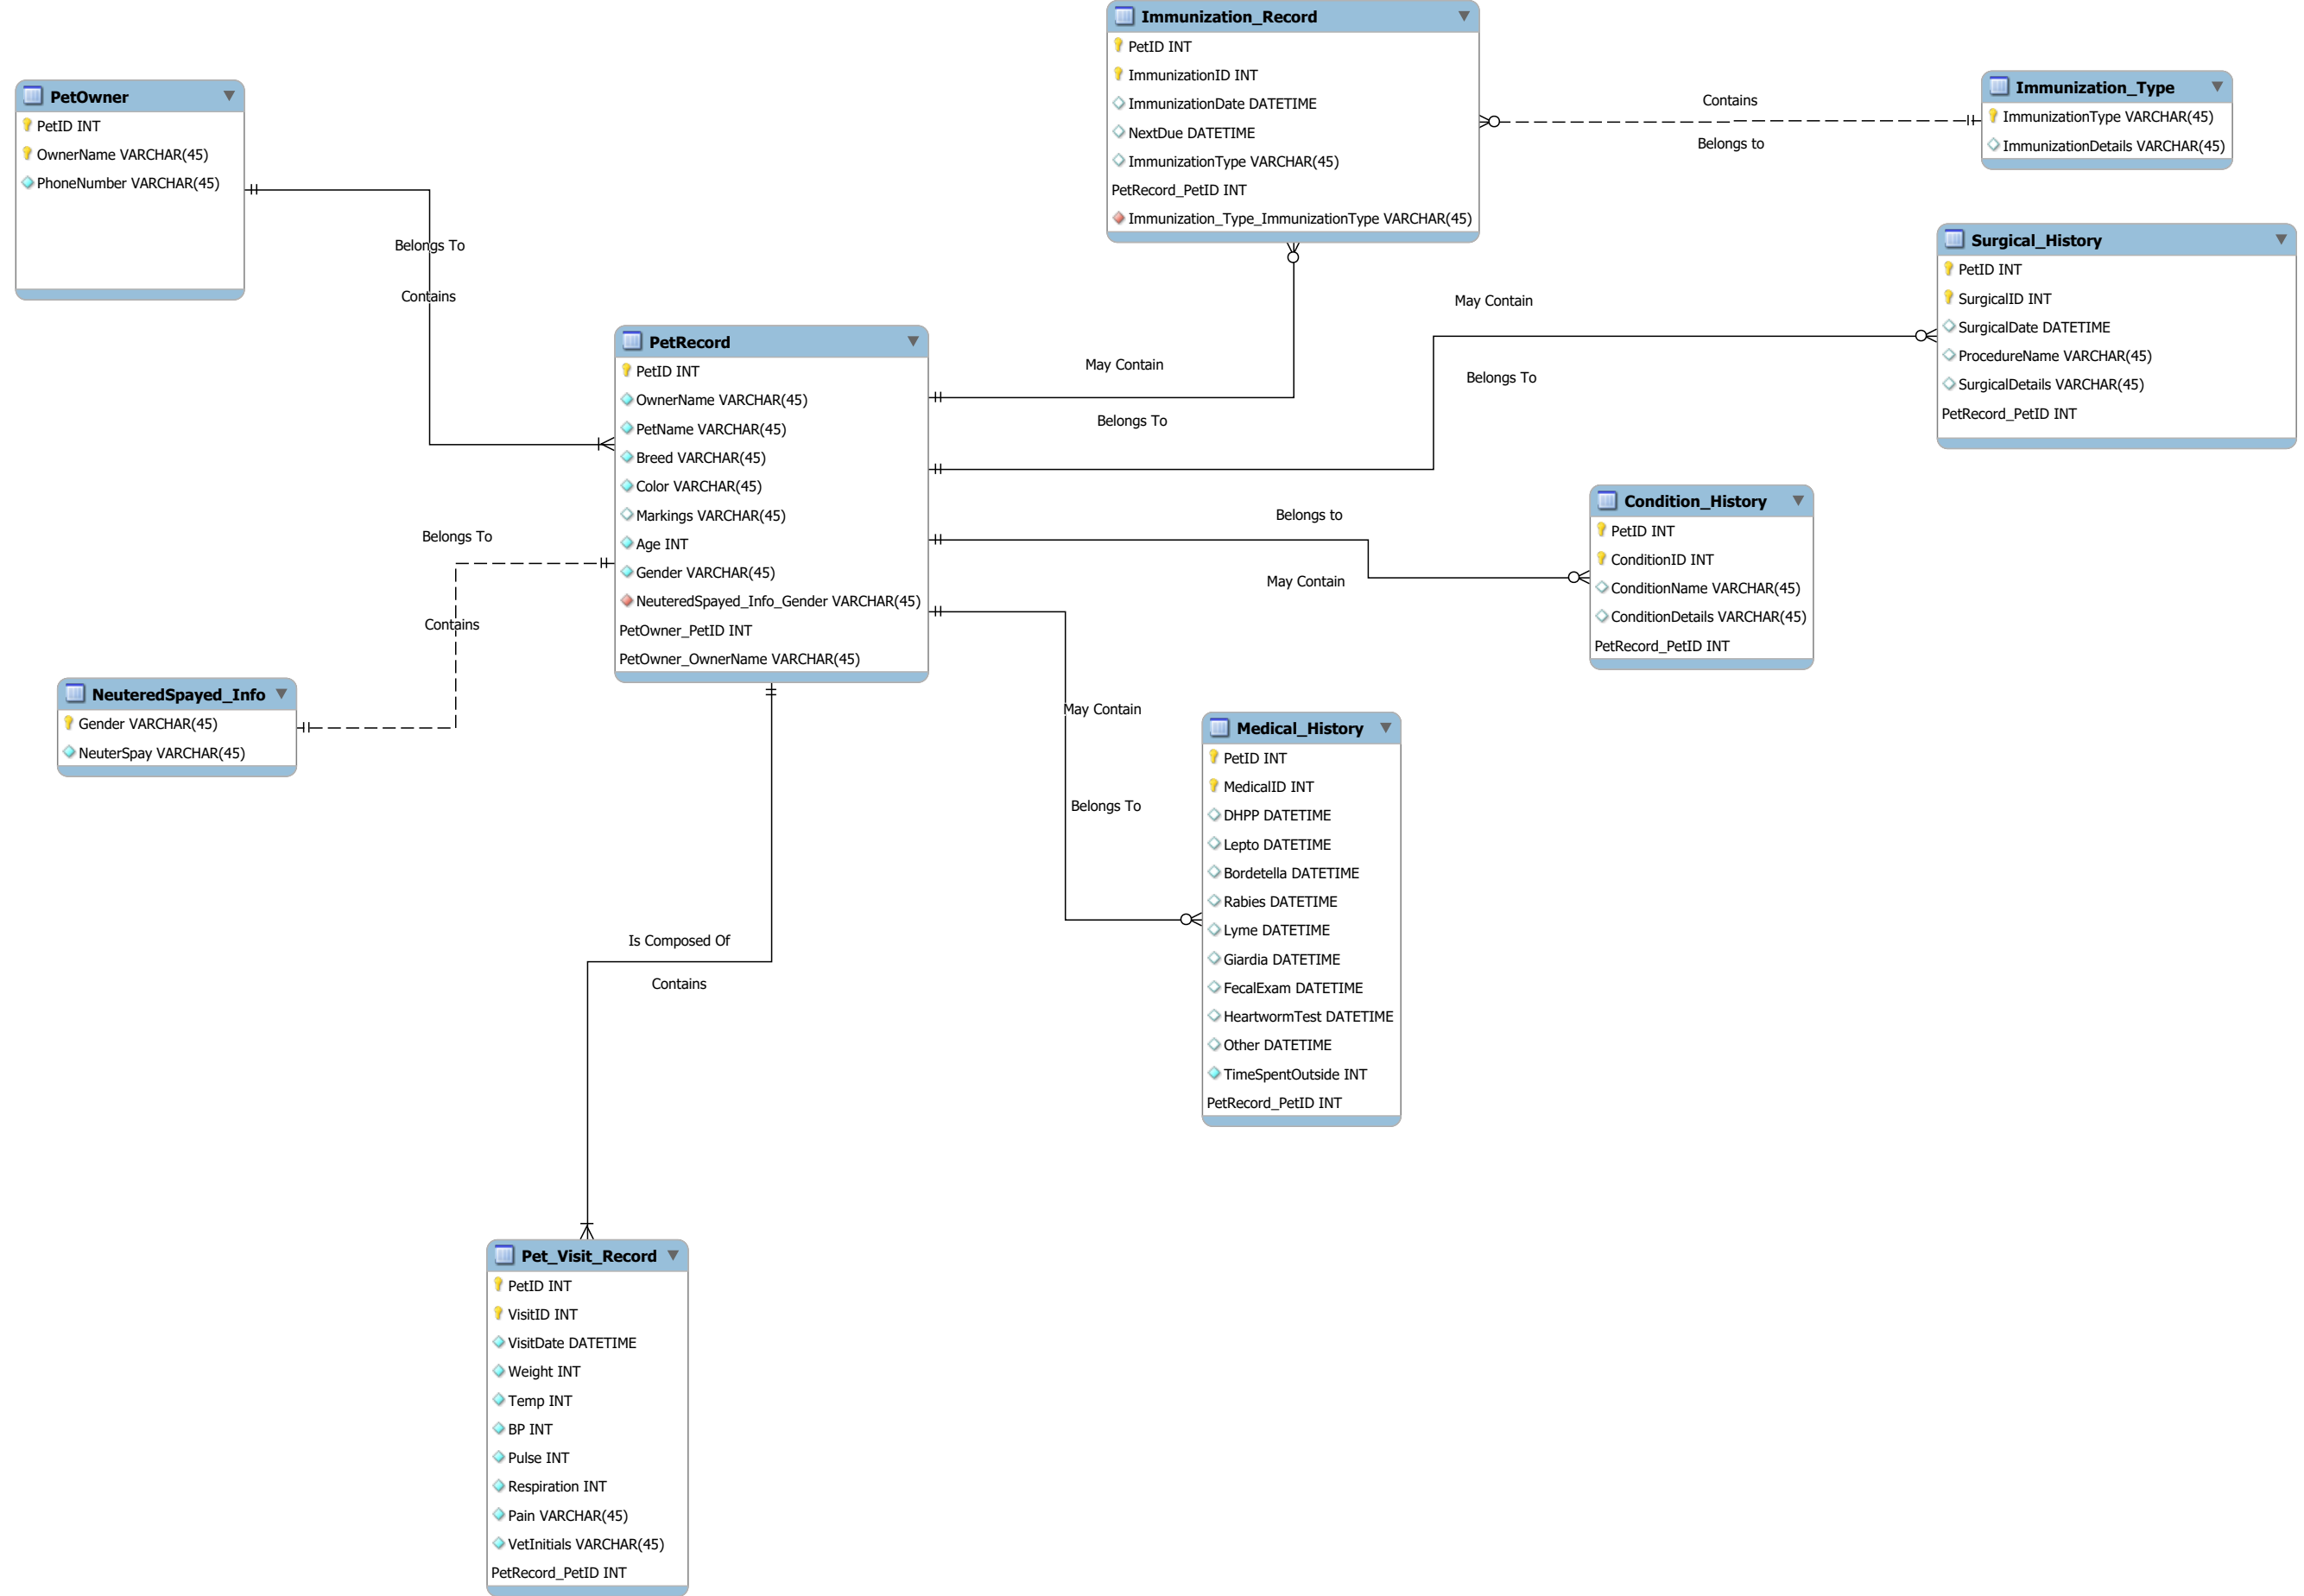 PetOwner
PetID INT
OwnerName VARCHAR(45)
PhoneNumber VARCHAR(45)
Belongs To
Contains
Immunization_Record
PetID INT
ImmunizationID INT
ImmunizationDate DATETIME
NextDue DATETIME
ImmunizationType VARCHAR(45)
PetRecord_PetID INT
Immunization_Type_ImmunizationType VARCHAR(45)
Contains
Belongs to
Immunization_Type
ImmunizationType VARCHAR(45)
ImmunizationDetails VARCHAR(45)
Surgical_History
PetID INT
SurgicalID INT
SurgicalDate DATETIME
ProcedureName VARCHAR(45)
SurgicalDetails VARCHAR(45)
PetRecord_PetID INT
May Contain
Belongs To
PetRecord
PetID INT
OwnerName VARCHAR(45)
PetName VARCHAR(45)
Breed VARCHAR(45)
Color VARCHAR(45)
Markings VARCHAR(45)
Age INT
Gender VARCHAR(45)
NeuteredSpayed_Info_Gender VARCHAR(45)
PetOwner_PetID INT
PetOwner_OwnerName VARCHAR(45)
May Contain
Belongs To
Belongs to
May Contain
Condition_History
PetID INT
ConditionID INT
ConditionName VARCHAR(45)
ConditionDetails VARCHAR(45)
PetRecord_PetID INT
Belongs To
Contains
NeuteredSpayed_Info
Gender VARCHAR(45)
NeuterSpay VARCHAR(45)
May Contain
Belongs To
Medical_History
PetID INT
MedicalID INT
DHPP DATETIME
Lepto DATETIME
Bordetella DATETIME
Rabies DATETIME
Lyme DATETIME
Giardia DATETIME
FecalExam DATETIME
HeartwormTest DATETIME
Other DATETIME
TimeSpentOutside INT
PetRecord_PetID INT
Is Composed Of
Contains
Pet_Visit_Record
PetID INT
VisitID INT
VisitDate DATETIME
Weight INT
Temp INT
BP INT
Pulse INT
Respiration INT
Pain VARCHAR(45)
VetInitials VARCHAR(45)
PetRecord_PetID INT